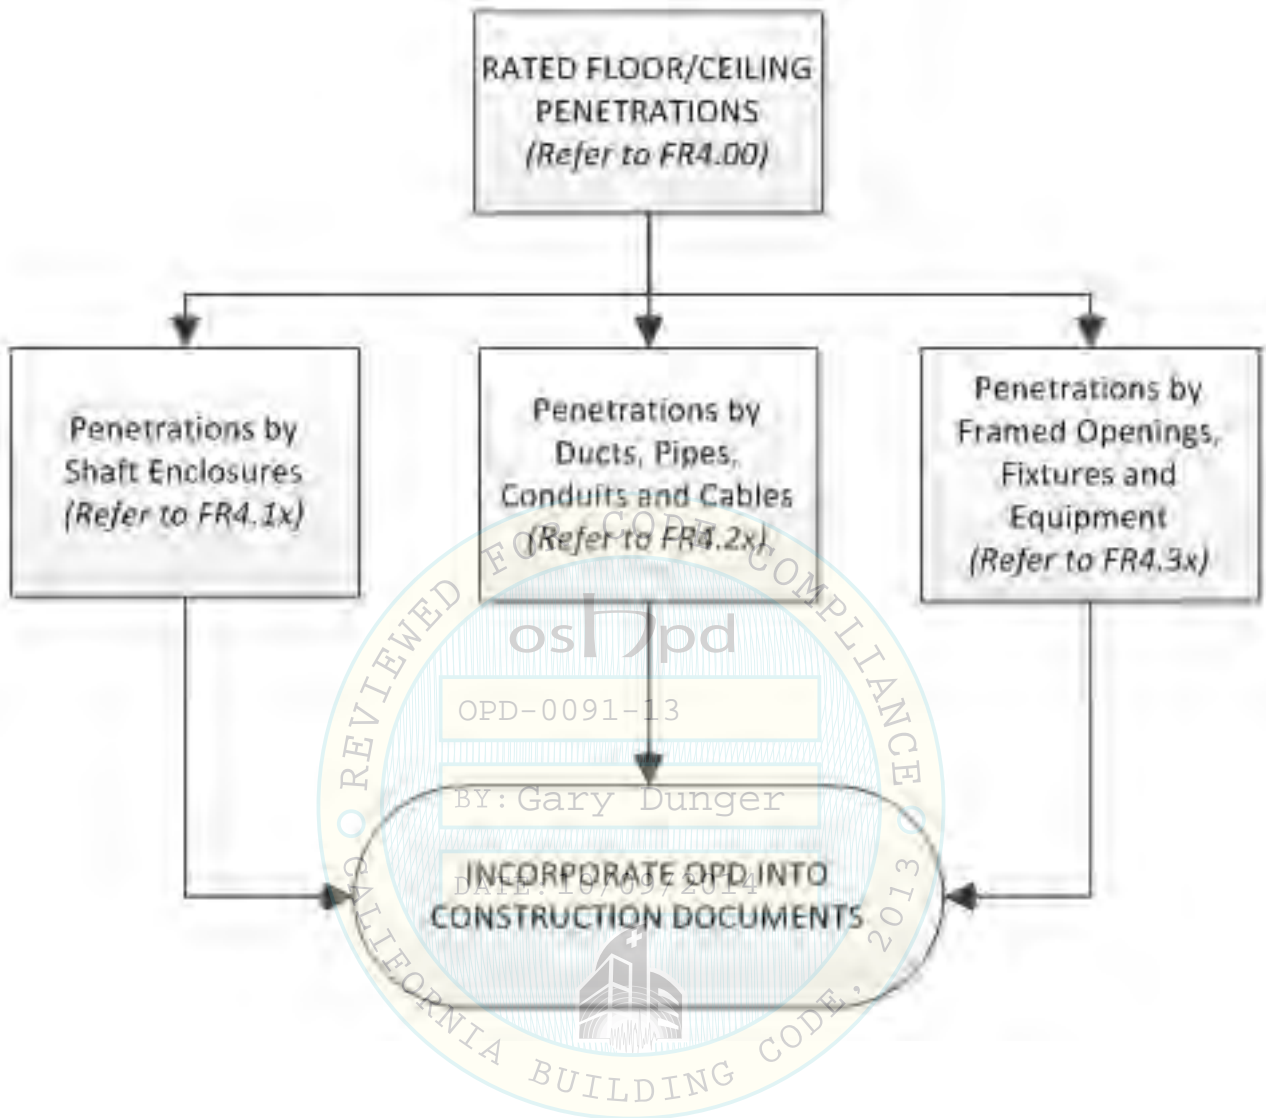 RATED FLOOR/CEILING
PENETRATIONS
(Refer to FR4.00)
Penetrations by
Shaft Enclosures
(Refer to FR4.1x)
Penetrations by
Ducts, Pipes,
Conduits and Cables
(Refer to FR4.2x)
Penetrations by
Framed Openings,
Fixtures and
Equipment
(Refer to FR4.3x)
REVIEWED FOR CODE COMPLIANCE
oshpd
OPD-0091-13
BY: Gary Dunger
DATE: 10/09/2014
INCORPORATE OPD INTO
CONSTRUCTION DOCUMENTS
CALIFORNIA BUILDING CODE, 2013